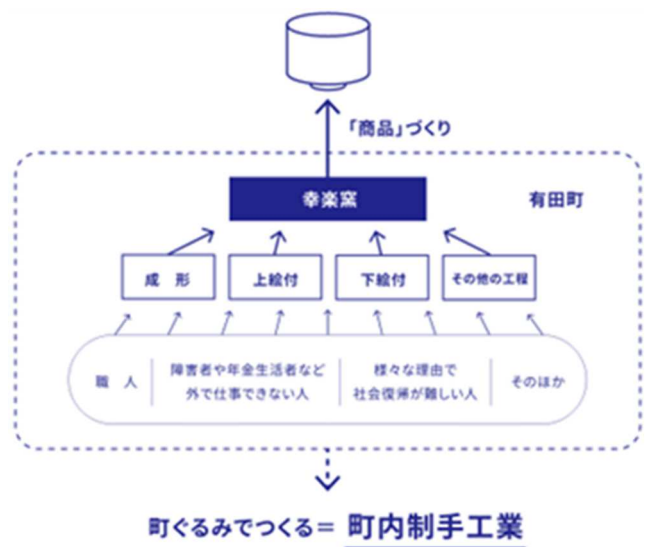 「商品」づくり
幸楽窯
有田町
成 形
上絵付
下絵付
その他の工程
職 人
障害者や年金生活者など
外で仕事できない人
様々な理由で
社会復帰が難しい人
そのほか
町ぐるみでつくる＝ 町内制手工業